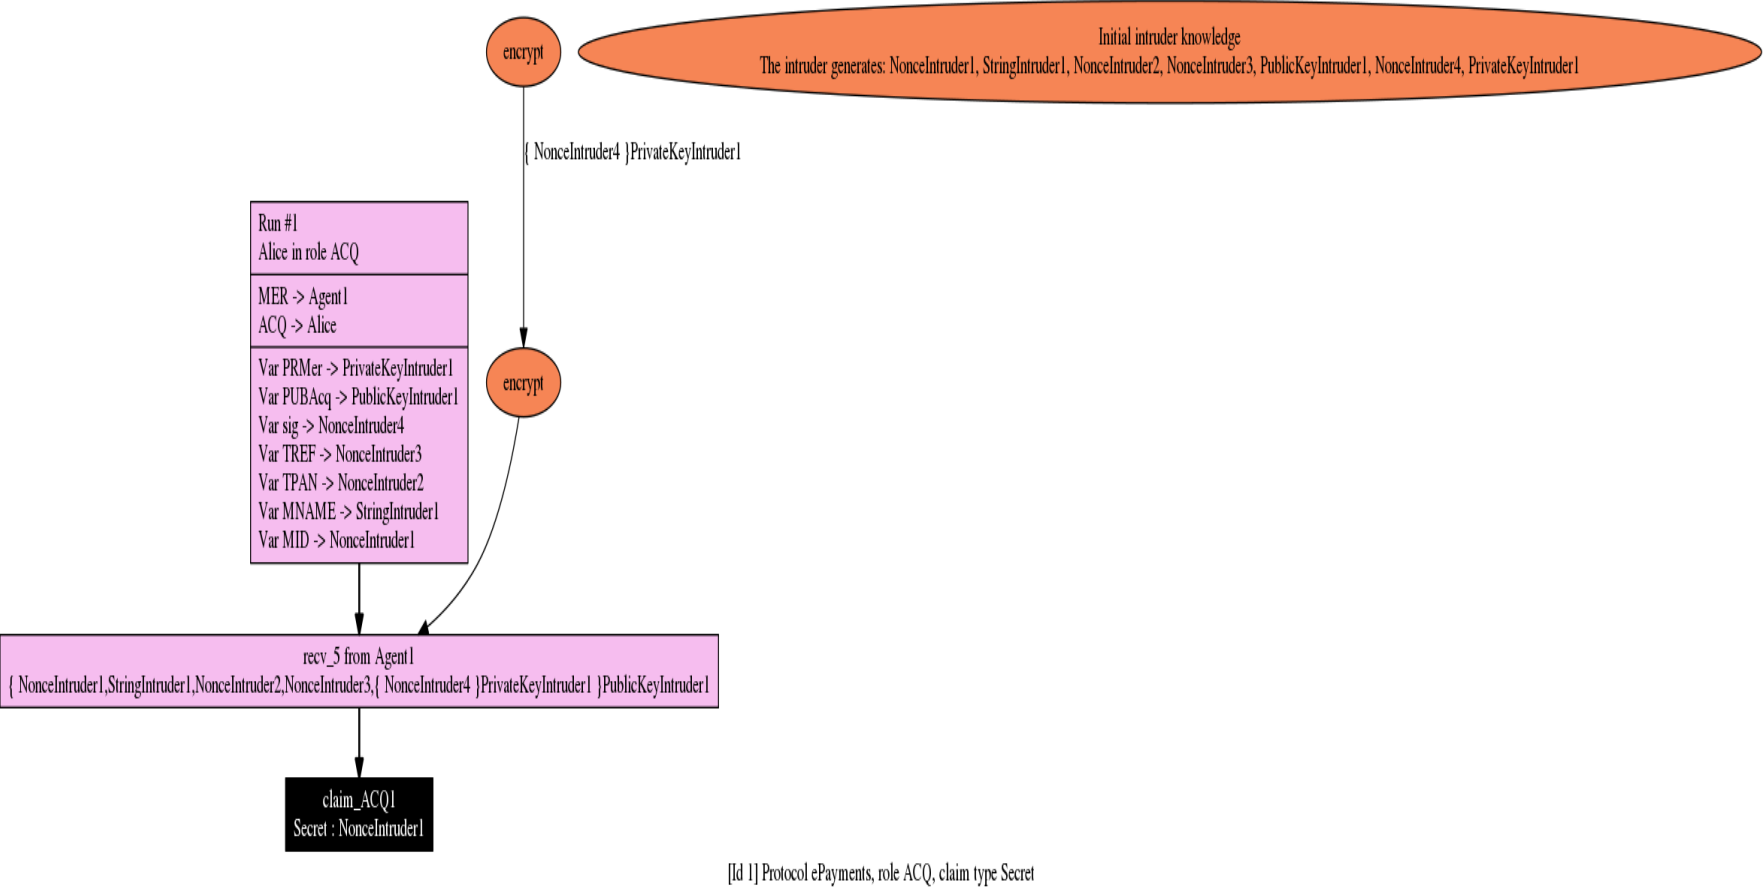 encrypt
Initial intruder knowledge
The intruder generates: NonceIntruder1, StringIntruder1, NonceIntruder2, NonceIntruder3, PublicKeyIntruder1, NonceIntruder4, PrivateKeyIntruder1
{ NonceIntruder4 }PrivateKeyIntruder1
Run #1
Alice in role ACQ
MER -> Agent1
ACQ -> Alice
Var PRMer -> PrivateKeyIntruder1
Var PUBAcq -> PublicKeyIntruder1
Var sig -> NonceIntruder4
Var TREF -> NonceIntruder3
Var TPAN -> NonceIntruder2
Var MNAME -> StringIntruder1
Var MID -> NonceIntruder1
encrypt
recv_5 from Agent1
{ NonceIntruder1,StringIntruder1,NonceIntruder2,NonceIntruder3,{ NonceIntruder4 }PrivateKeyIntruder1 }PublicKeyIntruder1
claim_ACQ1
Secret : NonceIntruder1
[Id 1] Protocol ePayments, role ACQ, claim type Secret